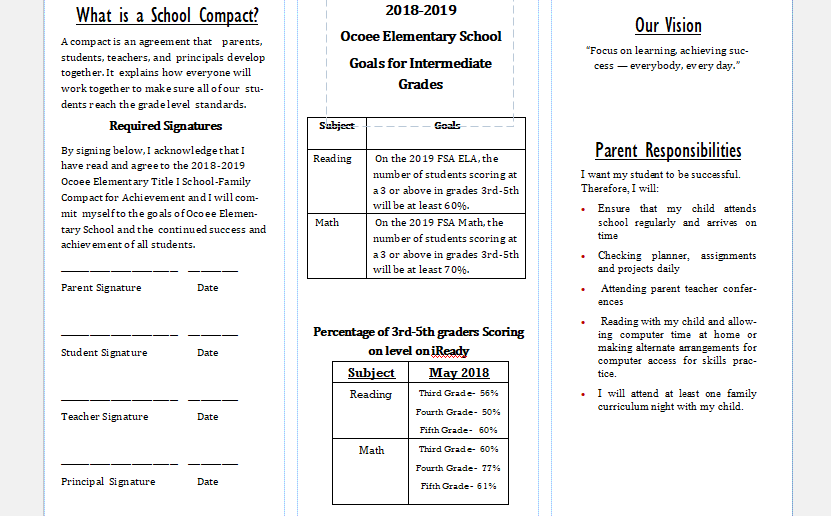 What is a School Compact?
A compact is an agreement that parents,
students, teachers, and principals develop
together. It explains how everyone will
work together to make sure all of our stu-
dents reach the grade level standards.
Required Signatures
By signing below, I acknowledge that I
have read and agree to the 2018-2019
Ocoee Elementary Title I School-Family
Compact for Achievement and I will com-
mit myself to the goals of Ocoee Elemen-
tary School and the continued success and
achievement of all students.
____________________ _________
Parent Signature Date
____________________ _________
Student Signature Date
____________________ _________
Teacher Signature Date
____________________ _________
Principal Signature Date
2018-2019
Ocoee Elementary School
Goals for Intermediate
Grades
Subject Goals
Reading On the 2019 FSA ELA, the
number of students scoring at
a 3 or above in grades 3rd-5th
will be at least 60%.
Math On the 2019 FSA Math, the
number of students scoring at
a 3 or above in grades 3rd-5th
will be at least 70%.
Percentage of 3rd-5th graders Scoring
on level on iReady
Subject May 2018
Reading Third Grade- 56%
Fourth Grade- 50%
Fifth Grade- 60%
Math Third Grade- 60%
Fourth Grade- 77%
Fifth Grade- 61%
Our Vision
“Focus on learning, achieving suc-
cess — everybody, every day.”
Parent Responsibilities
I want my student to be successful.
Therefore, I will:
• Ensure that my child attends
school regularly and arrives on
time
• Checking planner, assignments
and projects daily
• Attending parent teacher confer-
ences
• Reading with my child and allow-
ing computer time at home or
making alternate arrangements for
computer access for skills prac-
tice.
• I will attend at least one family
curriculum night with my child.